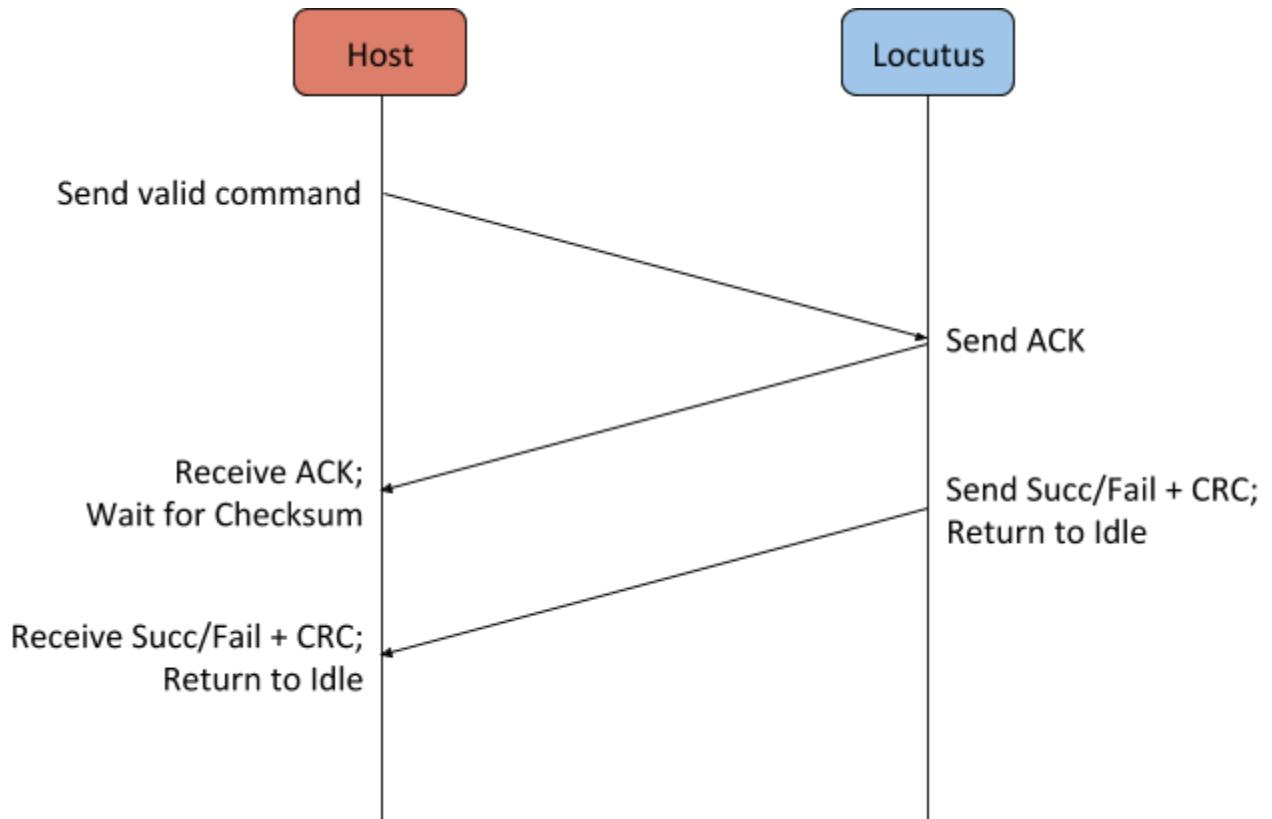 Host
Locutus
Send valid command
Send ACK
Receive ACK;
Wait for Checksum
Send Succ/Fail + CRC;
Return to Idle
Receive Succ/Fail + CRC;
Return to Idle